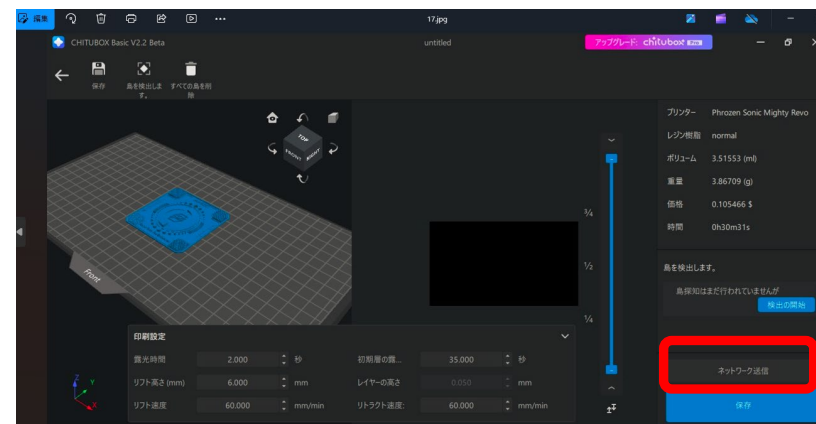 編集
17.jpg
CHITUBOX Basic V2.2 Beta
untitled
アップグレード: chitubox Pro
保存
島を検出しま
す。
すべての島を削
除
TOP
FRONT
RIGHT
Front
Z
Y
X
3/4
1/2
1/4
印刷設定
露光時間 2.000 秒 初期層の露... 35.000 秒
リフト高さ (mm) 6.000 mm レイヤーの高さ 0.050 mm
リフト速度 60.000 mm/min リトラクト速度: 60.000 mm/min
プリンター Phrozen Sonic Mighty Revo
レジン樹脂 normal
ボリューム 3.51553 (ml)
重量 3.86709 (g)
価格 0.105466 $
時間 0h30m31s
島を検出します。
島探知はまだ行われていませんが
検出の開始
ネットワーク送信
保存